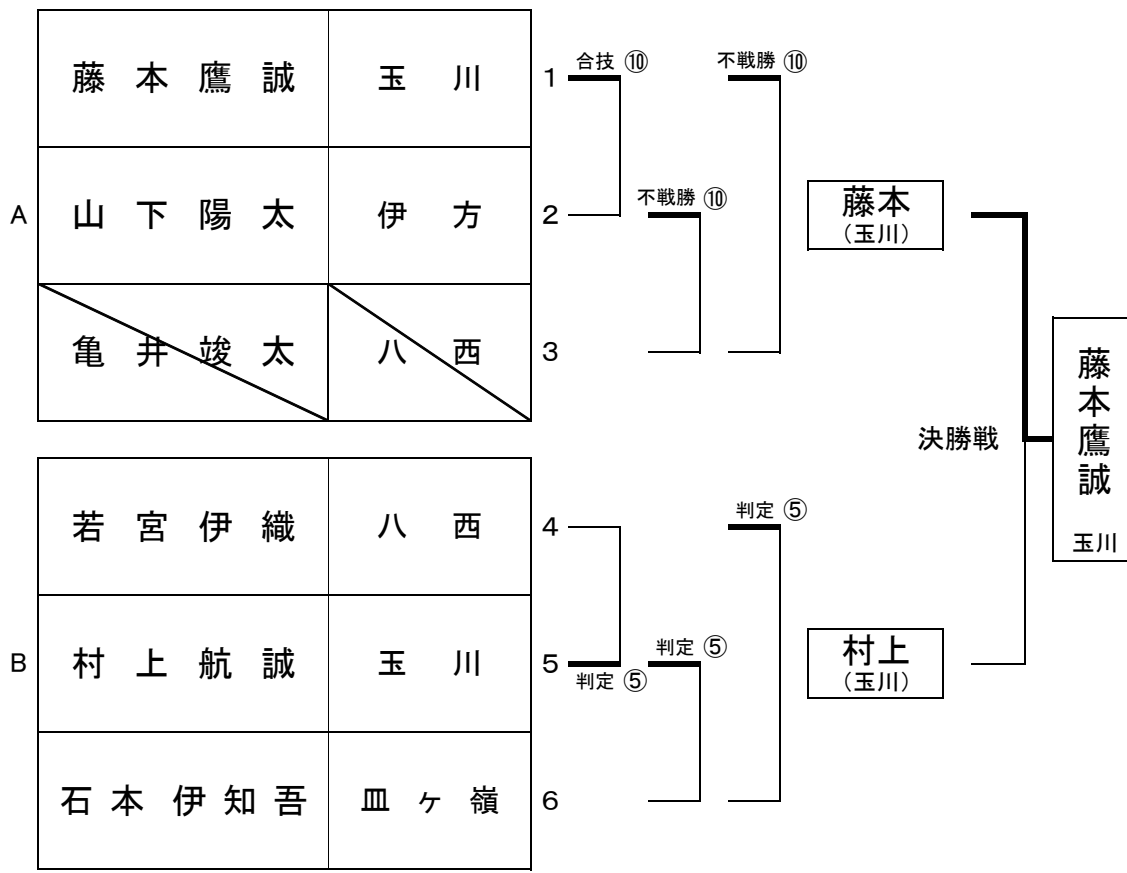 藤本鷹誠 玉川 1 合技 ⑩ 不戦勝 ⑩
A 山下陽太 伊方 2 不戦勝 ⑩ 藤本
(玉川)
亀井竣太 八西 3
藤本鷹誠
玉川
決勝戦
若宮伊織 八西 4 判定 ⑤
B 村上航誠 玉川 5 判定 ⑤ 判定 ⑤ 村上
(玉川)
石本伊知吾 皿ヶ嶺 6